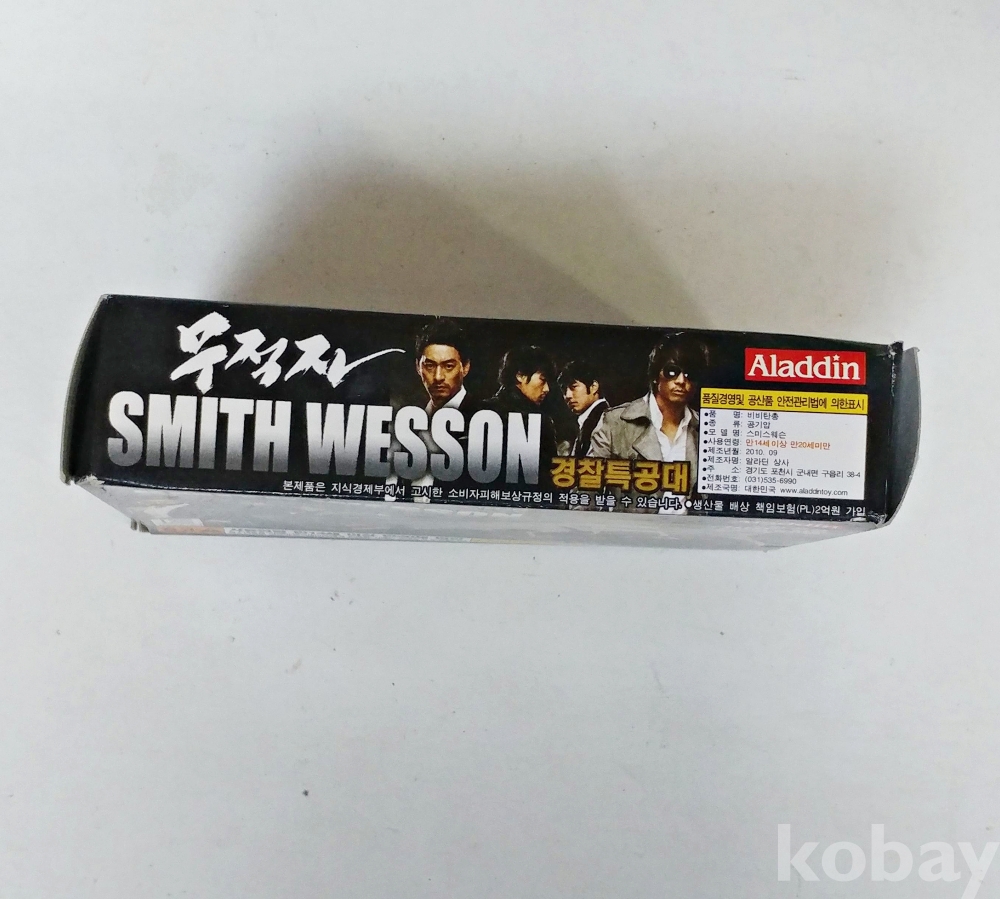 무적자
SMITH WESSON
경찰특공대
본제품은 지식경제부에서 고시한 소비자피해보상규정의 적용을 받을 수 있습니다.
Aladdin
품질경영및 공산품 안전관리법에 의한표시
●품 명: 비비탄총
●종 류: 공기압
●모 델 명: 스미스웨슨
●사용연령: 만14세이상 만20세미만
●제조년월: 2010. 09
●제조자명: 알라딘 상사
●주 소: 경기도 포천시 군내면 구읍리 38-4
●전화번호: (031)535-6990
●제조국명: 대한민국 www.aladdntoy.com
●생산물 배상 책임보험(PL)2억원 가입
kobay